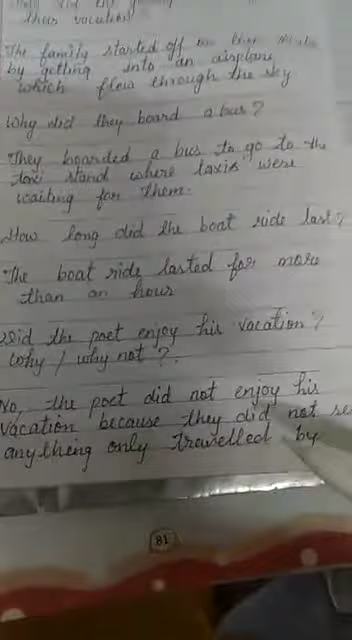 their vacation?
The family started off on their
by getting into an airplane
which flew through the sky
Why did they board a bus?
They boarded a bus to go to the
taxi stand where taxis were
waiting for them.
How long did the boat ride last?
The boat ride lasted for more
than an hour
Did the poet enjoy his vacation?
Why / why not ?.
No, the poet did not enjoy his
vacation because they did not
anything only travelled by
81